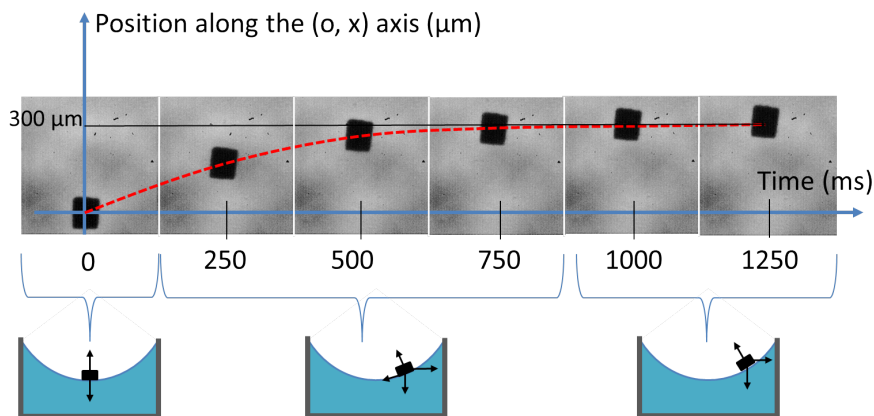 Position along the (o, x) axis (μm)
300 μm
Time (ms)
0
250
500
750
1000
1250